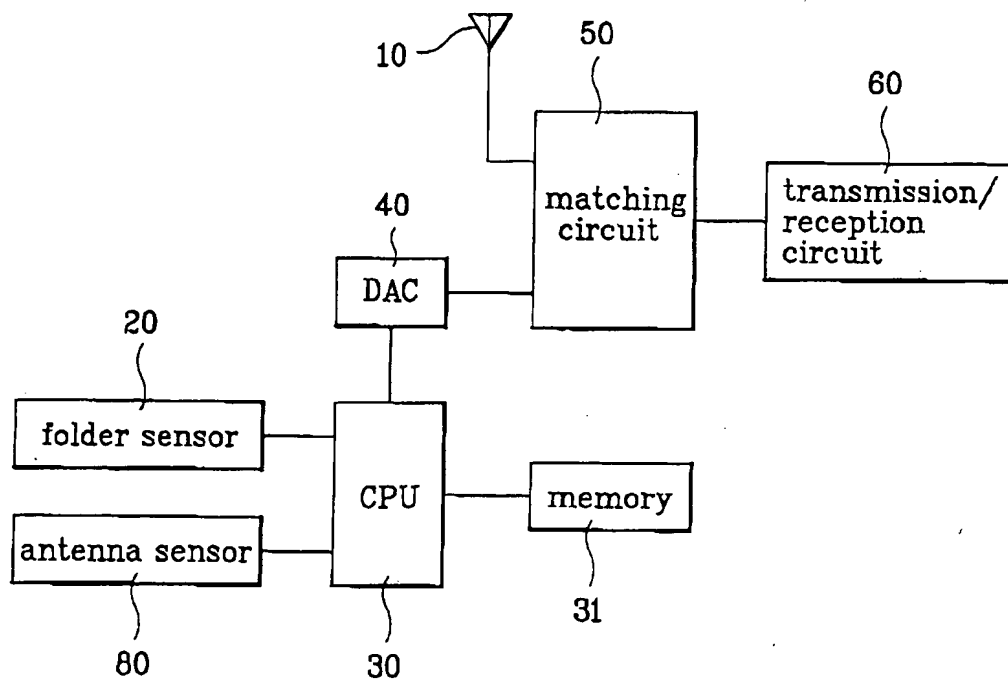 10
50
matching
circuit
60
transmission/
reception
circuit
40
DAC
20
folder sensor
CPU
memory
antenna sensor
31
80
30